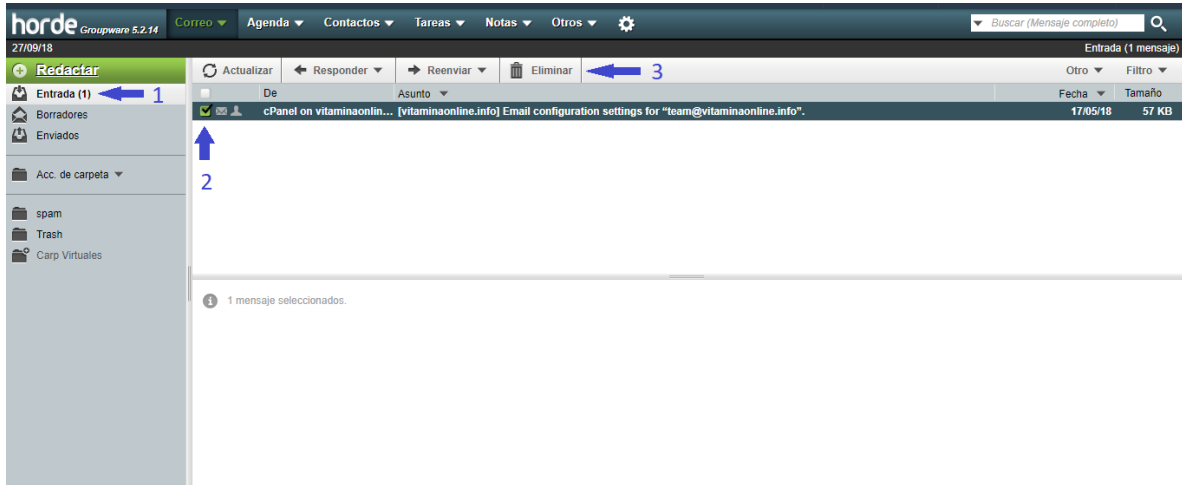 horde Groupware 5.2.14 Correo Agenda Contactos Tareas Notas Otros Buscar (Mensaje completo)
27/09/18 Entrada (1 mensaje)
Redactar Actualizar Responder Reenviar Eliminar 3 Otro Filtro
Entrada (1) 1 De Asunto Fecha Tamaño
Borradores cPanel on vitaminaonlin... [vitaminaonline.info] Email configuration settings for “team@vitaminaonline.info”. 17/05/18 57 KB
Enviados
Acc. de carpeta 2
spam
Trash
Carp Virtuales
1 mensaje seleccionados.